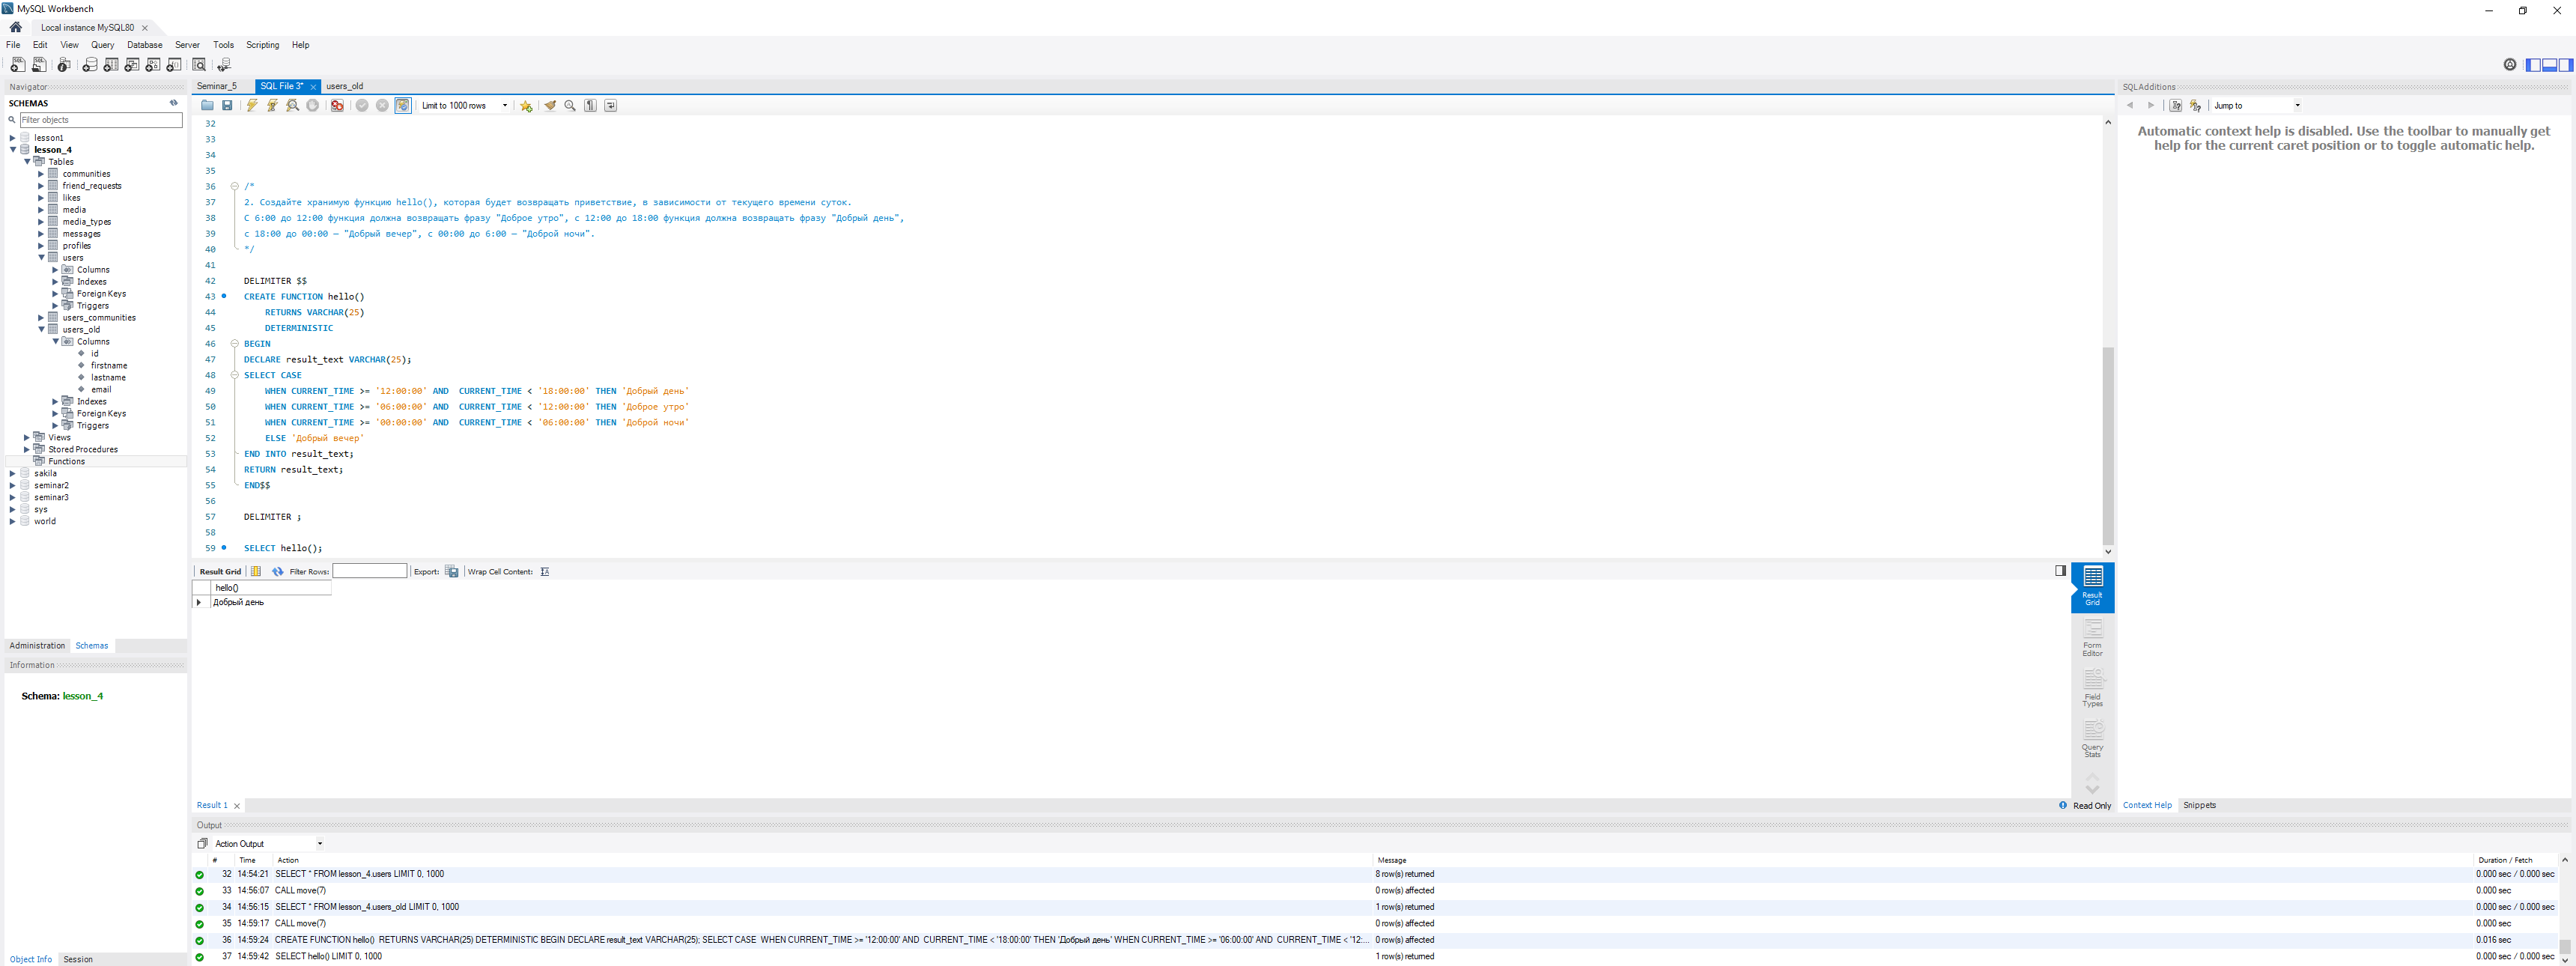 MySQL Workbench
Local instance MySQL80
File Edit View Query Database Server Tools Scripting Help
Navigator
SCHEMAS
Filter objects
lesson1
lesson_4
Tables
communities
friend_requests
likes
media
media_types
messages
profiles
users
Columns
Indexes
Foreign Keys
Triggers
users_communities
users_old
Columns
id
firstname
lastname
email
Indexes
Foreign Keys
Triggers
Views
Stored Procedures
Functions
sakila
seminar2
seminar3
sys
world
Administration Schemas
Information
Schema: lesson_4
Object Info Session
Seminar_5 SQL File 3* users_old
Limit to 1000 rows
32
33
34
35
36 /*
37 2. Создайте хранимую функцию hello(), которая будет возвращать приветствие, в зависимости от текущего времени суток.
38 С 6:00 до 12:00 функция должна возвращать фразу "Доброе утро", с 12:00 до 18:00 функция должна возвращать фразу "Добрый день",
39 с 18:00 до 00:00 — "Добрый вечер", с 00:00 до 6:00 — "Доброй ночи".
40 */
41
42 DELIMITER $$
43 CREATE FUNCTION hello()
44 RETURNS VARCHAR(25)
45 DETERMINISTIC
46 BEGIN
47 DECLARE result_text VARCHAR(25);
48 SELECT CASE
49 WHEN CURRENT_TIME >= '12:00:00' AND  CURRENT_TIME < '18:00:00' THEN 'Добрый день'
50 WHEN CURRENT_TIME >= '06:00:00' AND  CURRENT_TIME < '12:00:00' THEN 'Доброе утро'
51 WHEN CURRENT_TIME >= '00:00:00' AND  CURRENT_TIME < '06:00:00' THEN 'Доброй ночи'
52 ELSE 'Добрый вечер'
53 END INTO result_text;
54 RETURN result_text;
55 END$$
56
57 DELIMITER ;
58
59 SELECT hello();
Result Grid Filter Rows: Export: Wrap Cell Content:
hello()
Добрый день
Result Grid
Form Editor
Field Types
Query Stats
Result 1
Read Only
SQLAdditions
Jump to
Automatic context help is disabled. Use the toolbar to manually get
help for the current caret position or to toggle automatic help.
Context Help Snippets
Output
Action Output
# Time Action Message Duration / Fetch
32 14:54:21 SELECT * FROM lesson_4.users LIMIT 0, 1000 8 row(s) returned 0.000 sec / 0.000 sec
33 14:56:07 CALL move(7) 0 row(s) affected 0.000 sec
34 14:56:15 SELECT * FROM lesson_4.users_old LIMIT 0, 1000 1 row(s) returned 0.000 sec / 0.000 sec
35 14:59:17 CALL move(7) 0 row(s) affected 0.000 sec
36 14:59:24 CREATE FUNCTION hello()  RETURNS VARCHAR(25) DETERMINISTIC BEGIN DECLARE result_text VARCHAR(25); SELECT CASE  WHEN CURRENT_TIME >= '12:00:00' AND  CURRENT_TIME < '18:00:00' THEN 'Добрый день' WHEN CURRENT_TIME >= '06:00:00' AND  CURRENT_TIME < '12:... 0 row(s) affected 0.016 sec
37 14:59:42 SELECT hello() LIMIT 0, 1000 1 row(s) returned 0.000 sec / 0.000 sec